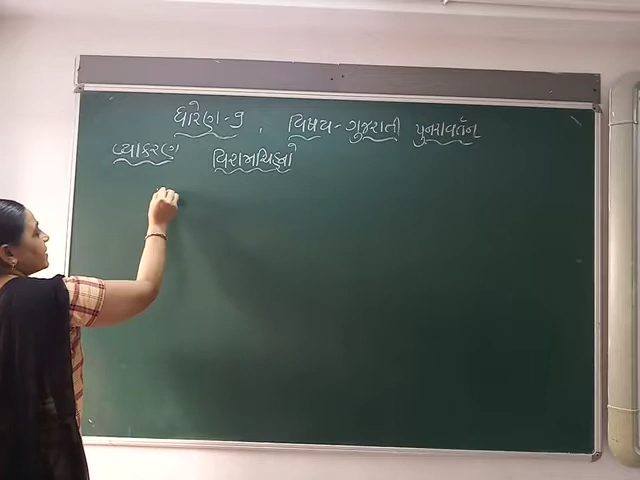 ધોરણ-૭, વિષય-ગુજરાતી પુનરાવર્તન
વ્યાકરણ વિરામચિહ્નો